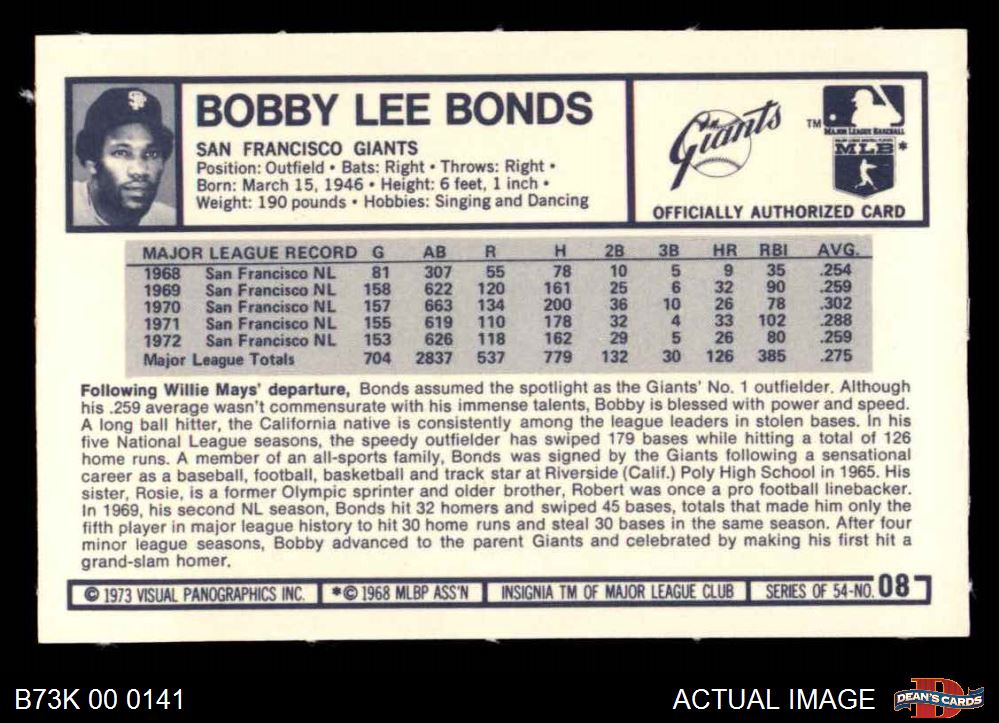 SF
BOBBY LEE BONDS
SAN FRANCISCO GIANTS
Position: Outfield • Bats: Right • Throws: Right •
Born: March 15, 1946 • Height: 6 feet, 1 inch •
Weight: 190 pounds • Hobbies: Singing and Dancing
Giants
TM
MAJOR LEAGUE BASEBALL
MLB *
OFFICIALLY AUTHORIZED CARD
MAJOR LEAGUE RECORD G AB R H 2B 3B HR RBI AVG.
1968 San Francisco NL 81 307 55 78 10 5 9 35 .254
1969 San Francisco NL 158 622 120 161 25 6 32 90 .259
1970 San Francisco NL 157 663 134 200 36 10 26 78 .302
1971 San Francisco NL 155 619 110 178 32 4 33 102 .288
1972 San Francisco NL 153 626 118 162 29 5 26 80 .259
Major League Totals 704 2837 537 779 132 30 126 385 .275
Following Willie Mays' departure, Bonds assumed the spotlight as the Giants' No. 1 outfielder. Although
his .259 average wasn't commensurate with his immense talents, Bobby is blessed with power and speed.
A long ball hitter, the California native is consistently among the league leaders in stolen bases. In his
five National League seasons, the speedy outfielder has swiped 179 bases while hitting a total of 126
home runs. A member of an all-sports family, Bonds was signed by the Giants following a sensational
career as a baseball, football, basketball and track star at Riverside (Calif.) Poly High School in 1965. His
sister, Rosie, is a former Olympic sprinter and older brother, Robert was once a pro football linebacker.
In 1969, his second NL season, Bonds hit 32 homers and swiped 45 bases, totals that made him only the
fifth player in major league history to hit 30 home runs and steal 30 bases in the same season. After four
minor league seasons, Bobby advanced to the parent Giants and celebrated by making his first hit a
grand-slam homer.
© 1973 VISUAL PANOGRAPHICS INC. *© 1968 MLBP ASS'N INSIGNIA TM OF MAJOR LEAGUE CLUB SERIES OF 54-NO. 08
B73K 00 0141 ACTUAL IMAGE
DEAN'S CARDS